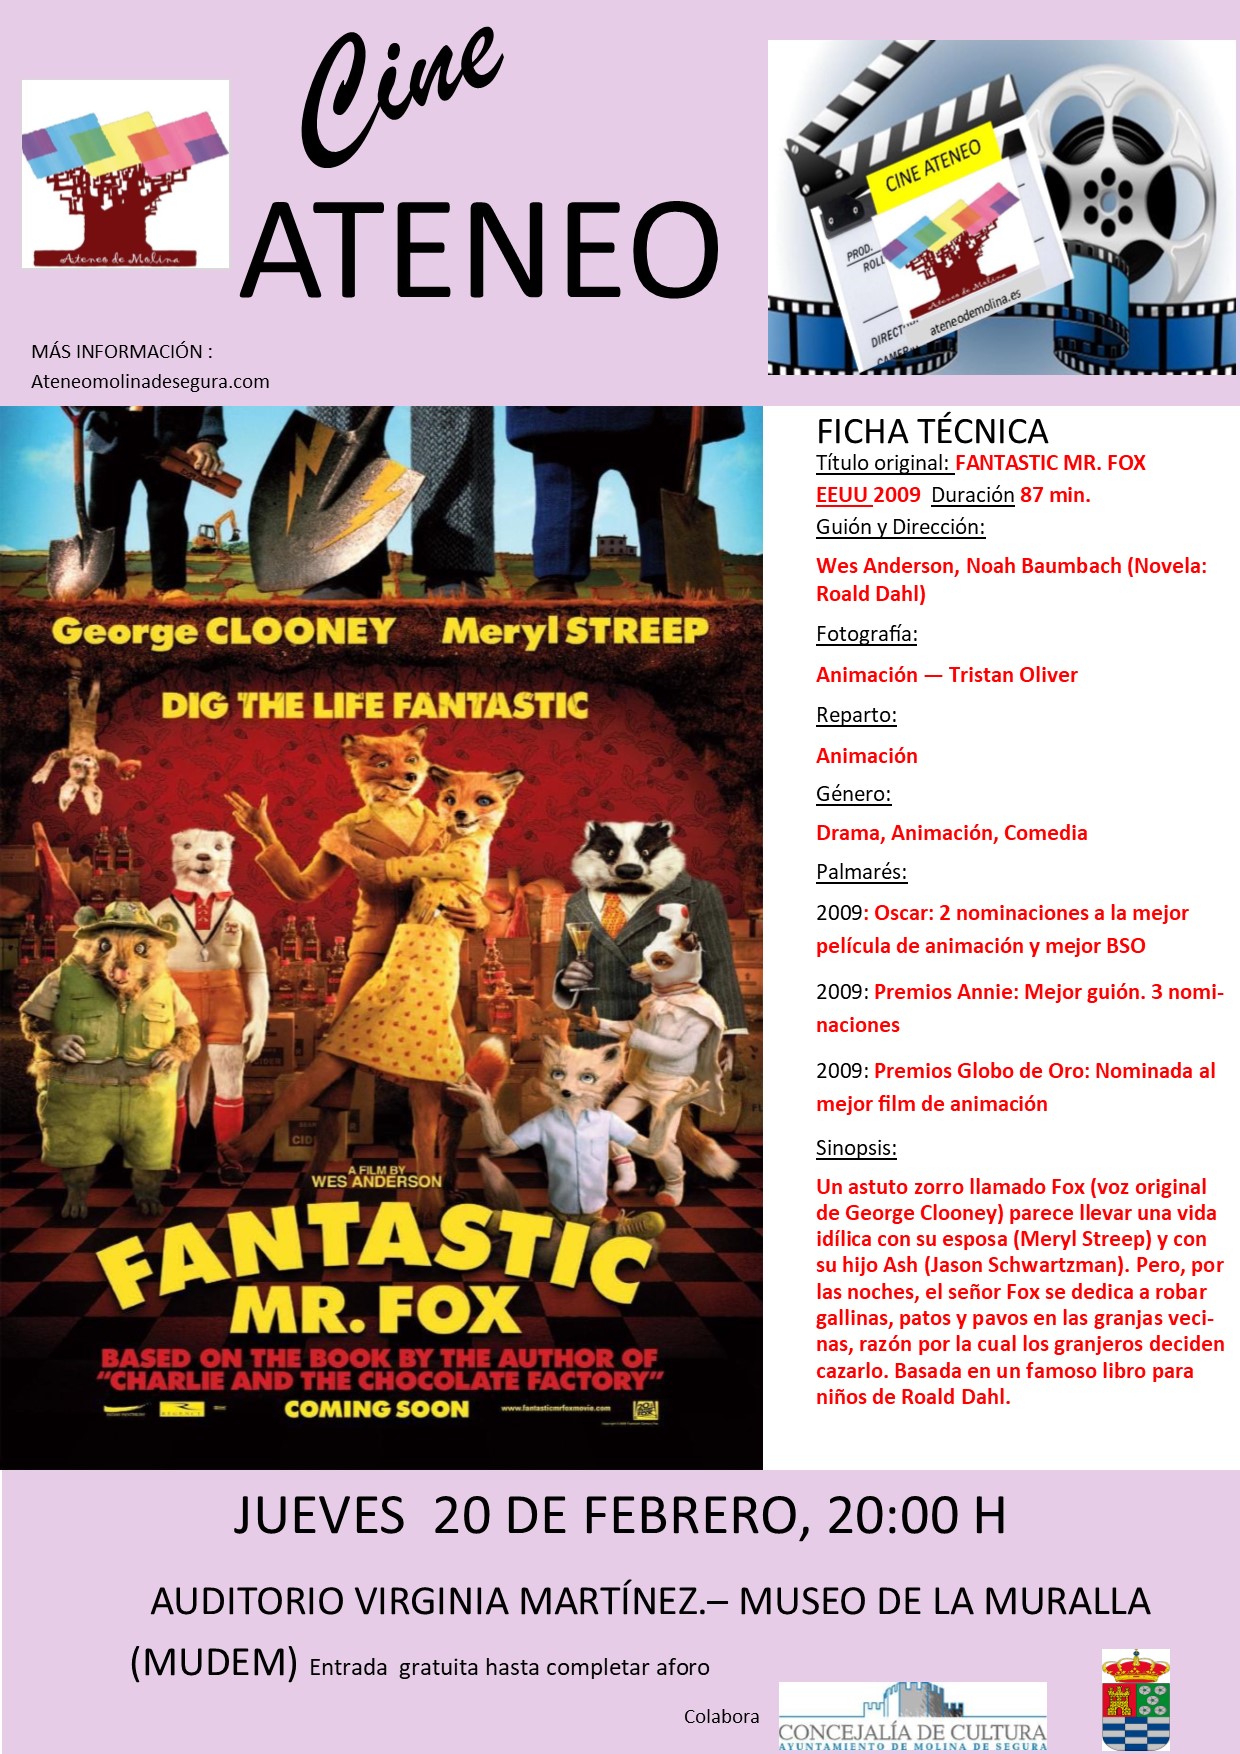 Cine
ATENEO
Ateneo de Molina
CINE ATENEO
PROD.
ROLL
Ateneo de Molina
DIRECT
ateneodemolina.es
CAMER
MÁS INFORMACIÓN :
Ateneomolinadesegura.com
George CLOONEY Meryl STREEP
DIG THE LIFE FANTASTIC
A FILM BY
WES ANDERSON
FANTASTIC
MR. FOX
BASED ON THE BOOK BY THE AUTHOR OF
“CHARLIE AND THE CHOCOLATE FACTORY”
COMING SOON
www.fantasticmrfoxmovie.com
FICHA TÉCNICA
Título original: FANTASTIC MR. FOX
EEUU 2009 Duración 87 min.
Guión y Dirección:
Wes Anderson, Noah Baumbach (Novela:
Roald Dahl)
Fotografía:
Animación — Tristan Oliver
Reparto:
Animación
Género:
Drama, Animación, Comedia
Palmarés:
2009: Oscar: 2 nominaciones a la mejor
película de animación y mejor BSO
2009: Premios Annie: Mejor guión. 3 nomi-
naciones
2009: Premios Globo de Oro: Nominada al
mejor film de animación
Sinopsis:
Un astuto zorro llamado Fox (voz original
de George Clooney) parece llevar una vida
idílica con su esposa (Meryl Streep) y con
su hijo Ash (Jason Schwartzman). Pero, por
las noches, el señor Fox se dedica a robar
gallinas, patos y pavos en las granjas veci-
nas, razón por la cual los granjeros deciden
cazarlo. Basada en un famoso libro para
niños de Roald Dahl.
JUEVES 20 DE FEBRERO, 20:00 H
AUDITORIO VIRGINIA MARTÍNEZ.– MUSEO DE LA MURALLA
(MUDEM) Entrada gratuita hasta completar aforo
Colabora
CONCEJALÍA DE CULTURA
AYUNTAMIENTO DE MOLINA DE SEGURA